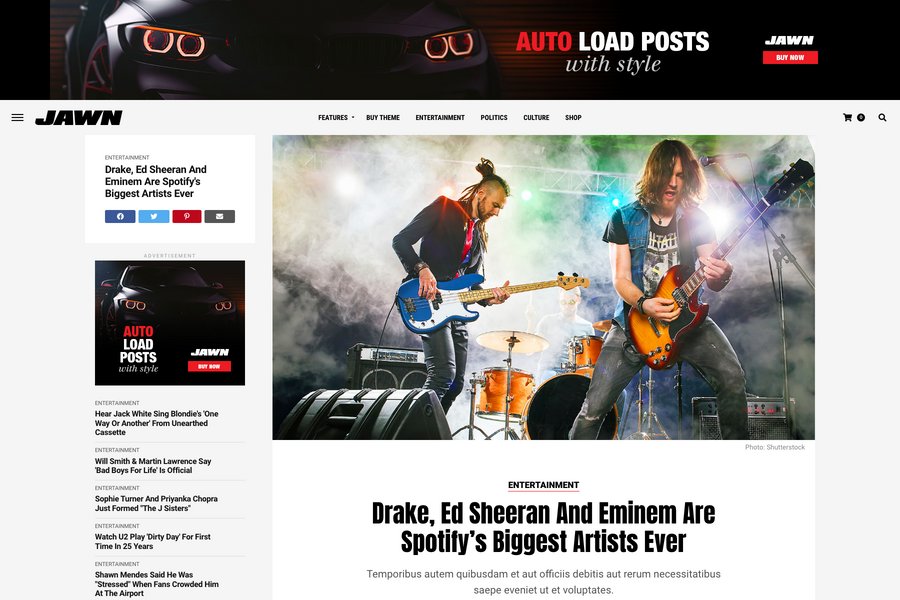 AUTO LOAD POSTS
with style
JAWN
BUY NOW
JAWN
FEATURES
BUY THEME
ENTERTAINMENT
POLITICS
CULTURE
SHOP
0
ENTERTAINMENT
Drake, Ed Sheeran And
Eminem Are Spotify's
Biggest Artists Ever
ADVERTISEMENT
AUTO
LOAD
POSTS
with style
JAWN
BUY NOW
ENTERTAINMENT
Hear Jack White Sing Blondie's 'One
Way Or Another' From Unearthed
Cassette
ENTERTAINMENT
Will Smith & Martin Lawrence Say
'Bad Boys For Life' Is Official
ENTERTAINMENT
Sophie Turner And Priyanka Chopra
Just Formed "The J Sisters"
ENTERTAINMENT
Watch U2 Play 'Dirty Day' For First
Time In 25 Years
ENTERTAINMENT
Shawn Mendes Said He Was
"Stressed" When Fans Crowded Him
At The Airport
Photo: Shutterstock
ENTERTAINMENT
Drake, Ed Sheeran And Eminem Are
Spotify's Biggest Artists Ever
Temporibus autem quibusdam et aut officiis debitis aut rerum necessitatibus
saepe eveniet ut et voluptates.